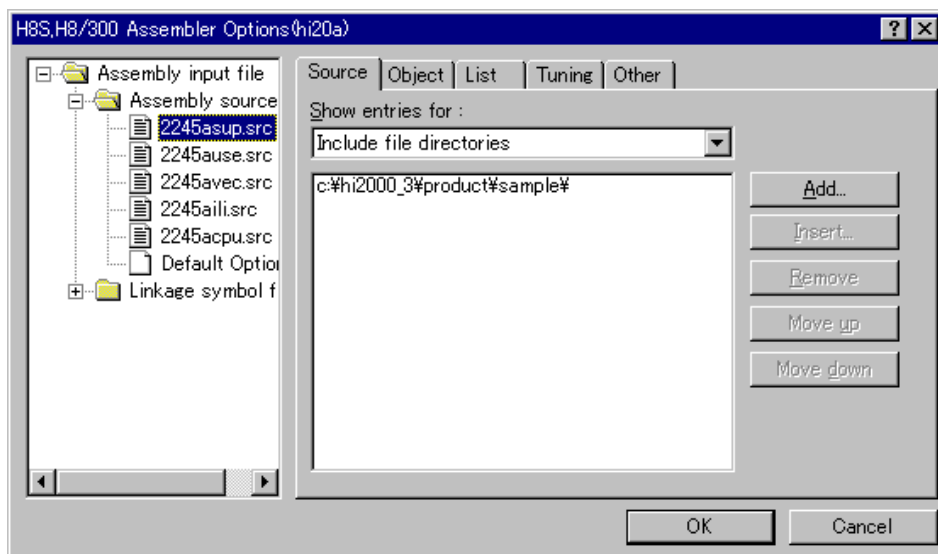 H8S,H8/300 Assembler Options(hi20a)
Assembly input file
Assembly source
2245asup.src
2245ause.src
2245avec.src
2245aili.src
2245acpu.src
Default Optio
Linkage symbol f
Source
Object
List
Tuning
Other
Show entries for :
Include file directories
c:¥hi2000_3¥product¥sample¥
Add...
Insert...
Remove
Move up
Move down
OK
Cancel